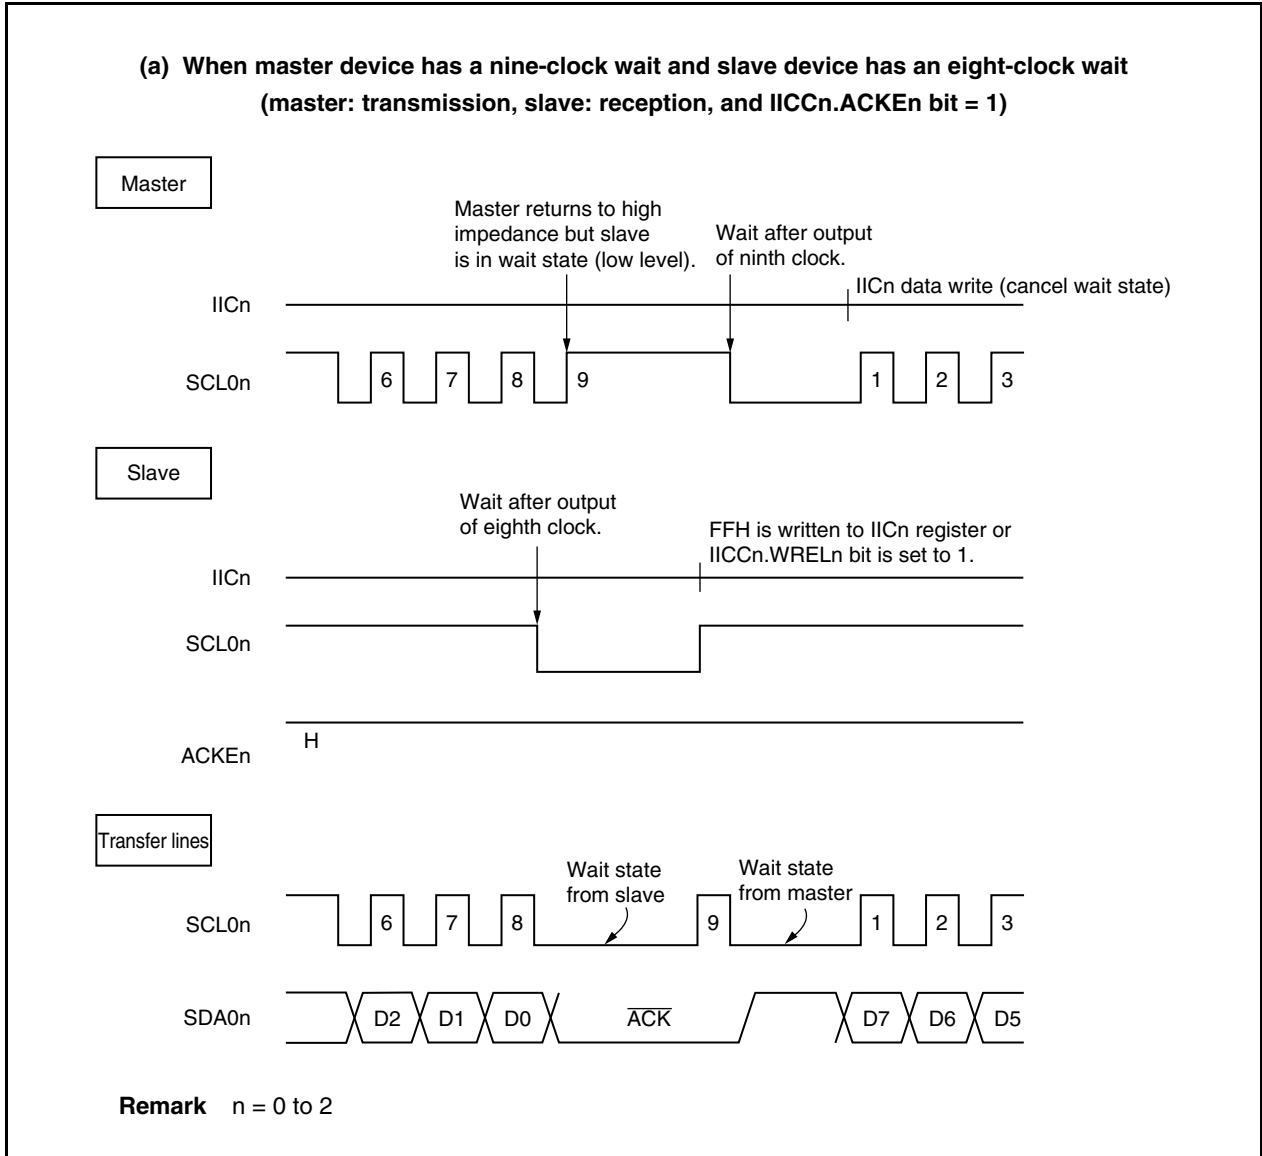 (a) When master device has a nine-clock wait and slave device has an eight-clock wait
(master: transmission, slave: reception, and IICCn.ACKEn bit = 1)
Master
Master returns to high
impedance but slave
is in wait state (low level).
Wait after output
of ninth clock.
IICn data write (cancel wait state)
IICn
SCL0n
6 7 8 9 1 2 3
Slave
Wait after output
of eighth clock.
FFH is written to IICn register or
IICCn.WRELn bit is set to 1.
IICn
SCL0n
H
ACKEn
Transfer lines
Wait state
from slave
Wait state
from master
SCL0n
6 7 8 9 1 2 3
SDA0n
D2 D1 D0 ACK D7 D6 D5
Remark n = 0 to 2